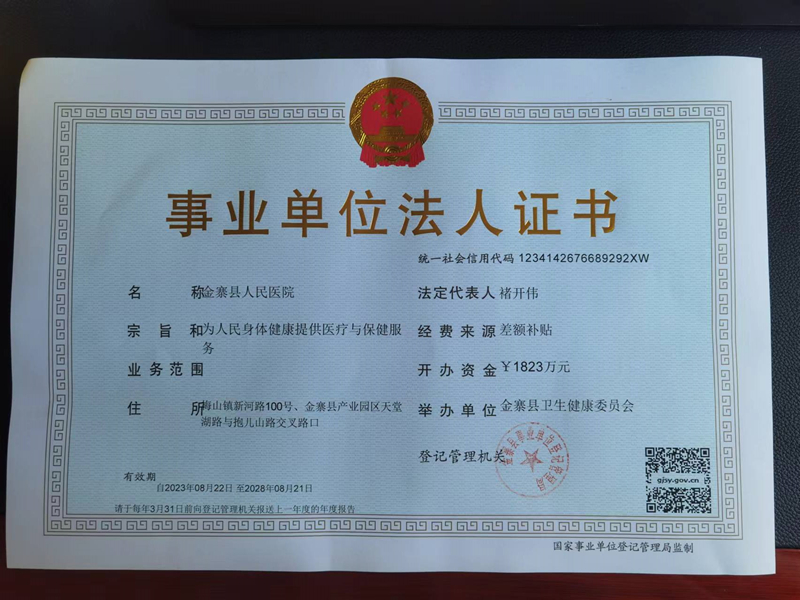 事业单位法人证书
统一社会信用代码 1234142676689292XW
名 称 金寨县人民医院
法定代表人 褚开伟
宗 旨 和 为人民身体健康提供医疗与保健服
务
业务范围
经费来源 差额补贴
开办资金 ￥1823万元
住 所 梅山镇新河路100号、金寨县产业园区天堂
湖路与抱儿山路交叉路口
举办单位 金寨县卫生健康委员会
登记管理机关
有效期
自2023年08月22日 至2028年08月21日
请于每年3月31日前向登记管理机关报送上一年度的年度报告
gjsy.gov.cn
国家事业单位登记管理局监制